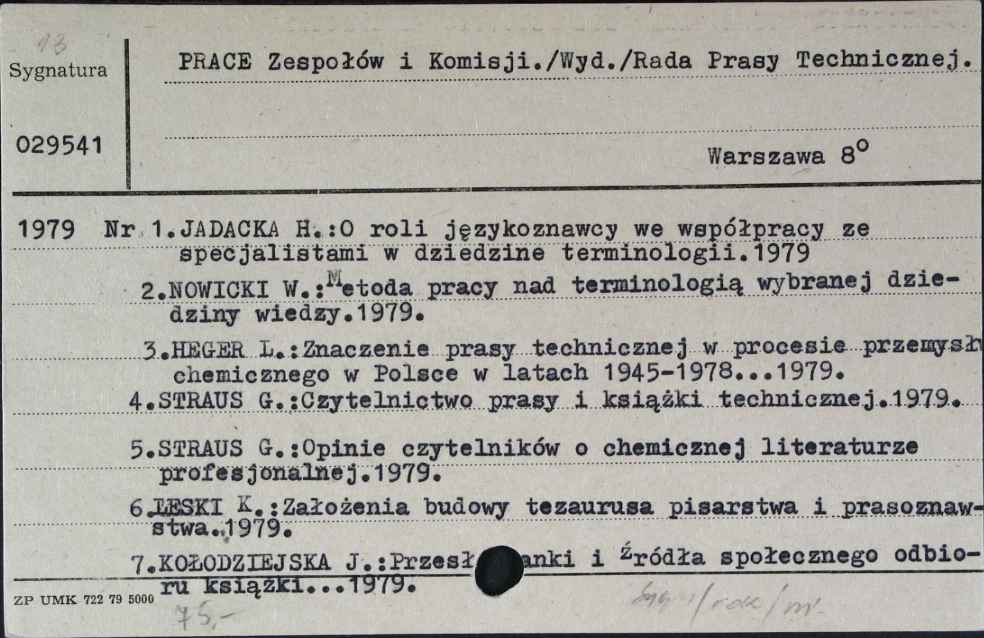 13
Sygnatura
029541
PRACE Zespołów i Komisji./Wyd./Rada Prasy Technicznej.
Warszawa 8°
1979 Nr 1.JADACKA H.:O roli językoznawcy we współpracy ze
specjalistami w dziedzine terminologii.1979
2.NOWICKI W.:Metoda pracy nad terminologią wybranej dzie-
dziny wiedzy.1979.
3.HEGER L.:Znaczenie prasy technicznej w procesie przemysłu
chemicznego w Polsce w latach 1945-1978...1979.
4.STRAUS G.:Czytelnictwo prasy i książki technicznej.1979.
5.STRAUS G.:Opinie czytelników o chemicznej literaturze
profesjonalnej.1979.
6.ŁESKI K.:Założenia budowy tezaurusa pisarstwa i prasoznaw-
stwa.1979.
7.KOŁODZIEJSKA J.:Przesł anki i źródła społecznego odbio-
ru książki...1979.
ZP UMK 722 79 5000
75,-